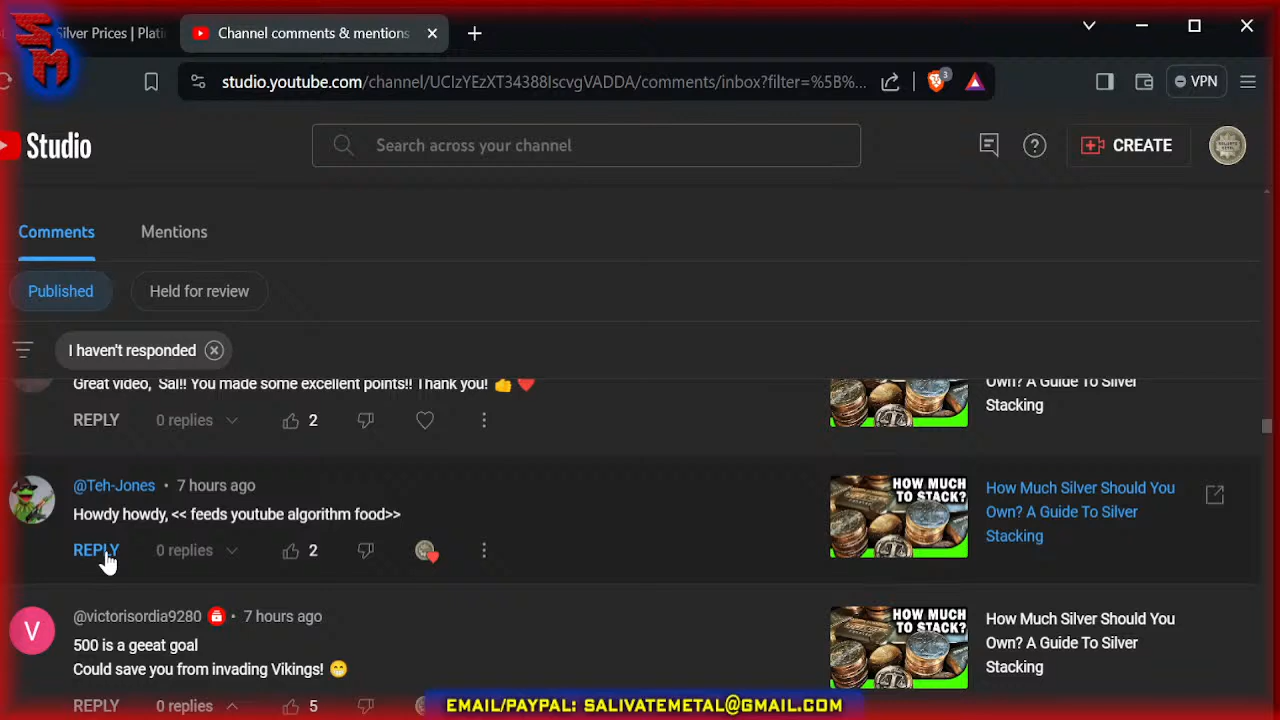 SM
Silver Prices | Plati
Channel comments & mentions
studio.youtube.com/channel/UCIzYEzXT34388IscvgVADDA/comments/inbox?filter=%5B%...
3
VPN
Studio
Search across your channel
CREATE
Comments
Mentions
Published
Held for review
I haven't responded
Great video, Sal!! You made some excellent points!! Thank you! 👍 ❤️
REPLY
0 replies
2
Own? A Guide To Silver
Stacking
@Teh-Jones • 7 hours ago
Howdy howdy, << feeds youtube algorithm food>>
REPLY
0 replies
2
HOW MUCH
TO STACK?
How Much Silver Should You
Own? A Guide To Silver
Stacking
V
@victorisordia9280 • 7 hours ago
500 is a geeat goal
Could save you from invading Vikings! 😁
REPLY
0 replies
5
HOW MUCH
TO STACK?
How Much Silver Should You
Own? A Guide To Silver
Stacking
EMAIL/PAYPAL: SALIVATEMETAL@GMAIL.COM